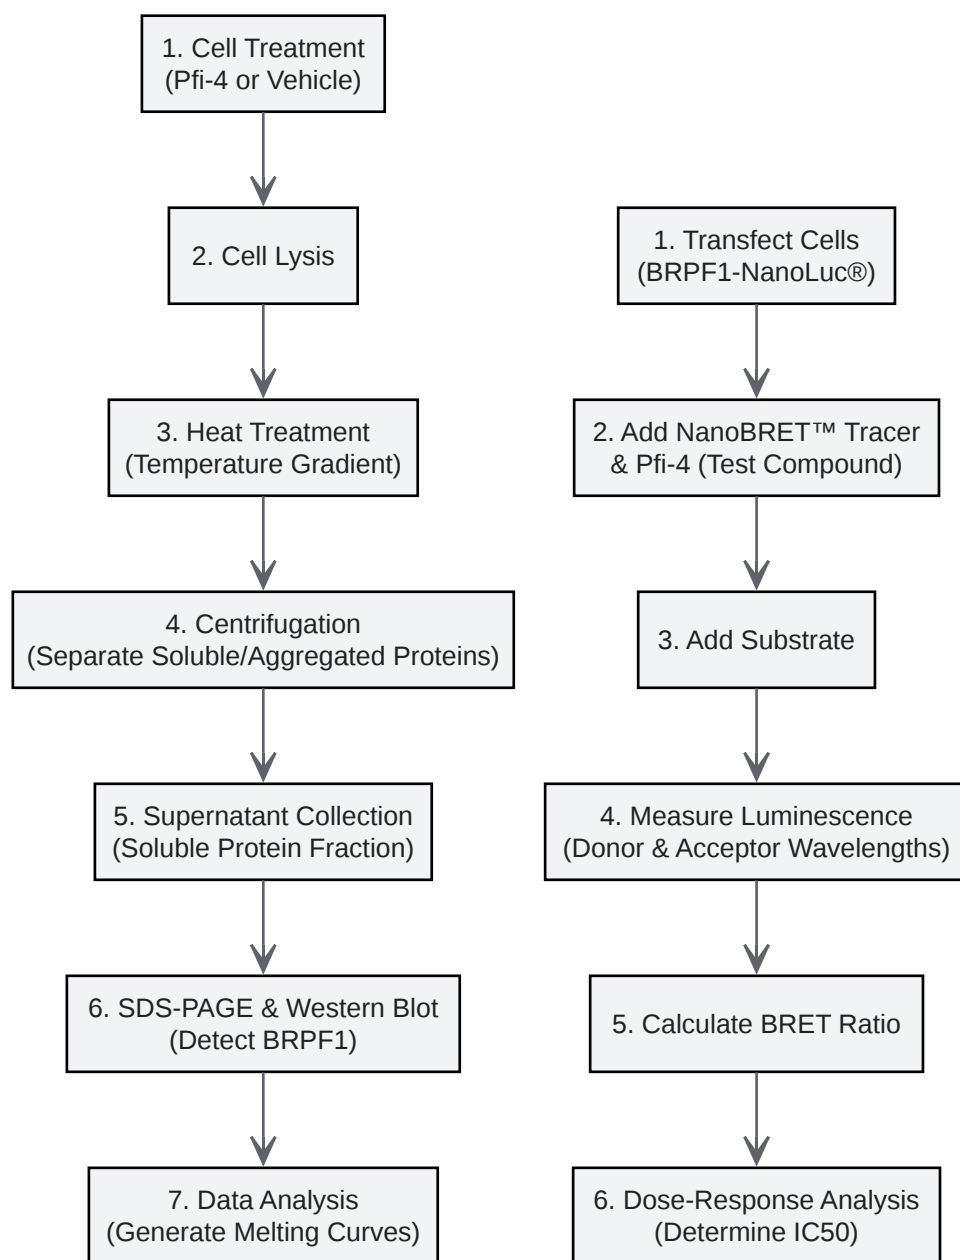 1. Cell Treatment
(Pfi-4 or Vehicle)
2. Cell Lysis
3. Heat Treatment
(Temperature Gradient)
4. Centrifugation
(Separate Soluble/Aggregated Proteins)
5. Supernatant Collection
(Soluble Protein Fraction)
6. SDS-PAGE & Western Blot
(Detect BRPF1)
7. Data Analysis
(Generate Melting Curves)
1. Transfect Cells
(BRPF1-NanoLuc®)
2. Add NanoBRET™ Tracer
& Pfi-4 (Test Compound)
3. Add Substrate
4. Measure Luminescence
(Donor & Acceptor Wavelengths)
5. Calculate BRET Ratio
6. Dose-Response Analysis
(Determine IC50)